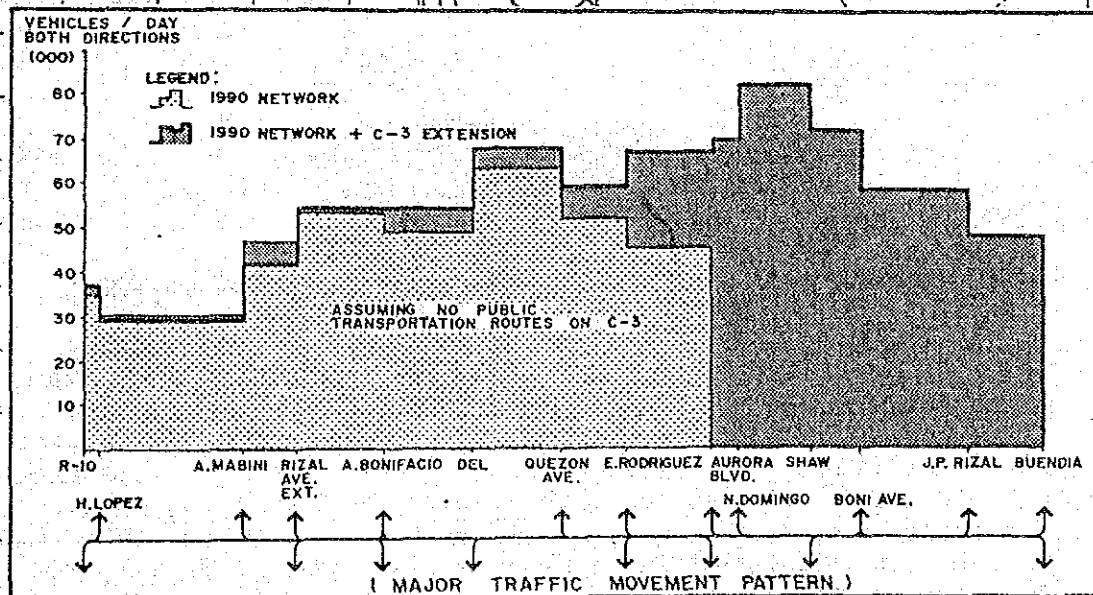 VEHICLES / DAY
BOTH DIRECTIONS
(000)
LEGEND:
1990 NETWORK
1990 NETWORK + C-3 EXTENSION
80
70
60
50
40
30
20
10
ASSUMING NO PUBLIC
TRANSPORTATION ROUTES ON C-3
R-10 A.MABINI RIZAL A.BONIFACIO DEL QUEZON E.RODRIGUEZ AURORA SHAW J.P. RIZAL BUENDIA
AVE. AVE. BLVD.
EXT.
H.LOPEZ N.DOMINGO BONI AVE.
( MAJOR TRAFFIC MOVEMENT PATTERN )